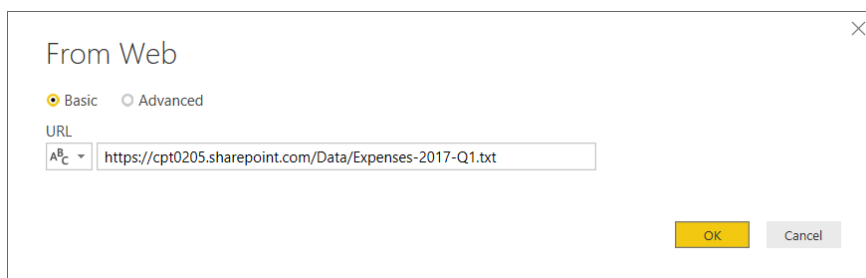 From Web
Basic Advanced
URL
ABC https://cpt0205.sharepoint.com/Data/Expenses-2017-Q1.txt
OK Cancel